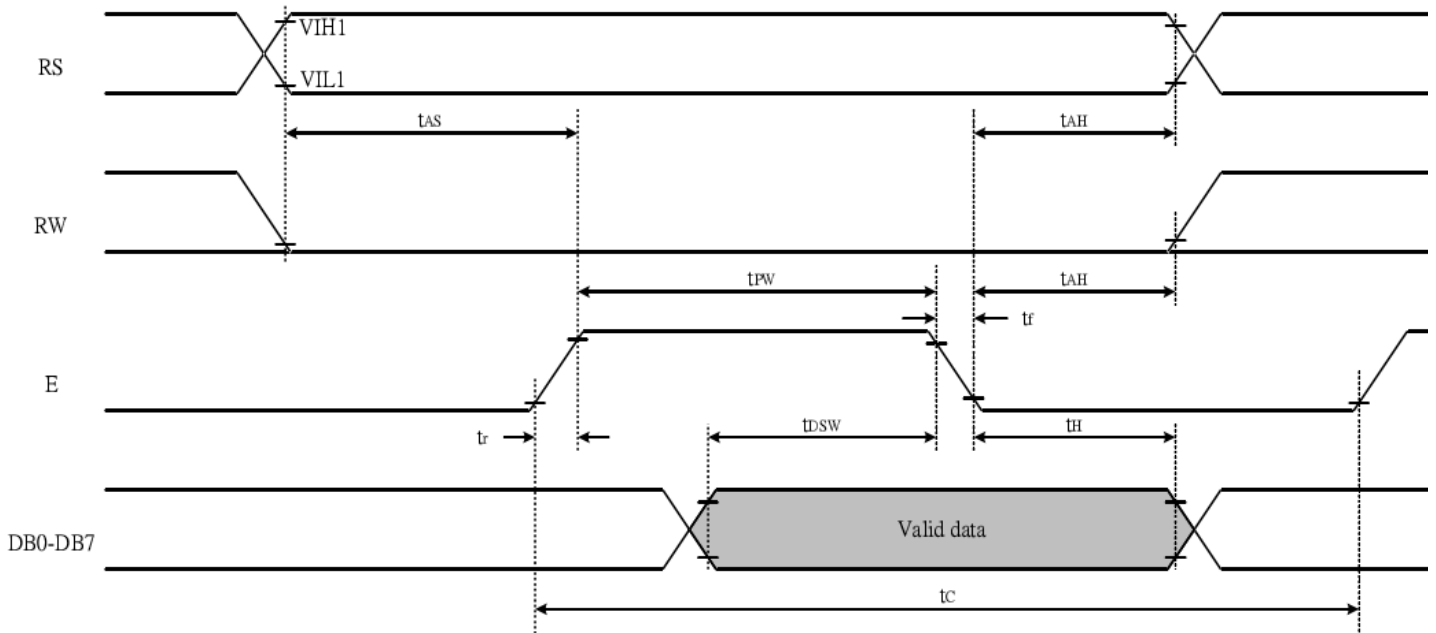 VIH1
RS
VIL1
tAS
tAH
RW
tPW
tAH
tf
E
tr
tDSW
tH
Valid data
DB0-DB7
tC